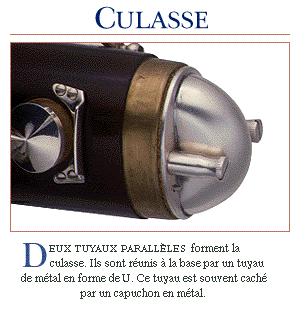 CULASSE
DEUX TUYAUX PARALLÈLES forment la
culasse. Ils sont réunis à la base par un tuyau
de métal en forme de U. Ce tuyau est souvent caché
par un capuchon en métal.